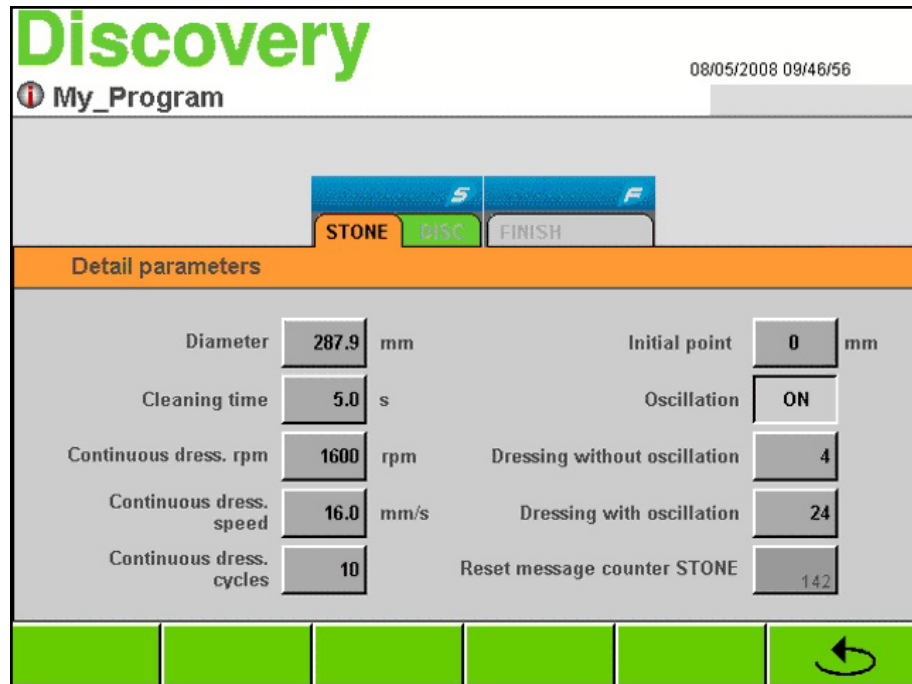 Discovery
08/05/2008 09/46/56
My_Program
S F
STONE DISC FINISH
Detail parameters
Diameter 287.9 mm Initial point 0 mm
Cleaning time 5.0 s Oscillation ON
Continuous dress. rpm 1600 rpm Dressing without oscillation 4
Continuous dress.
speed 16.0 mm/s Dressing with oscillation 24
Continuous dress.
cycles 10 Reset message counter STONE 142